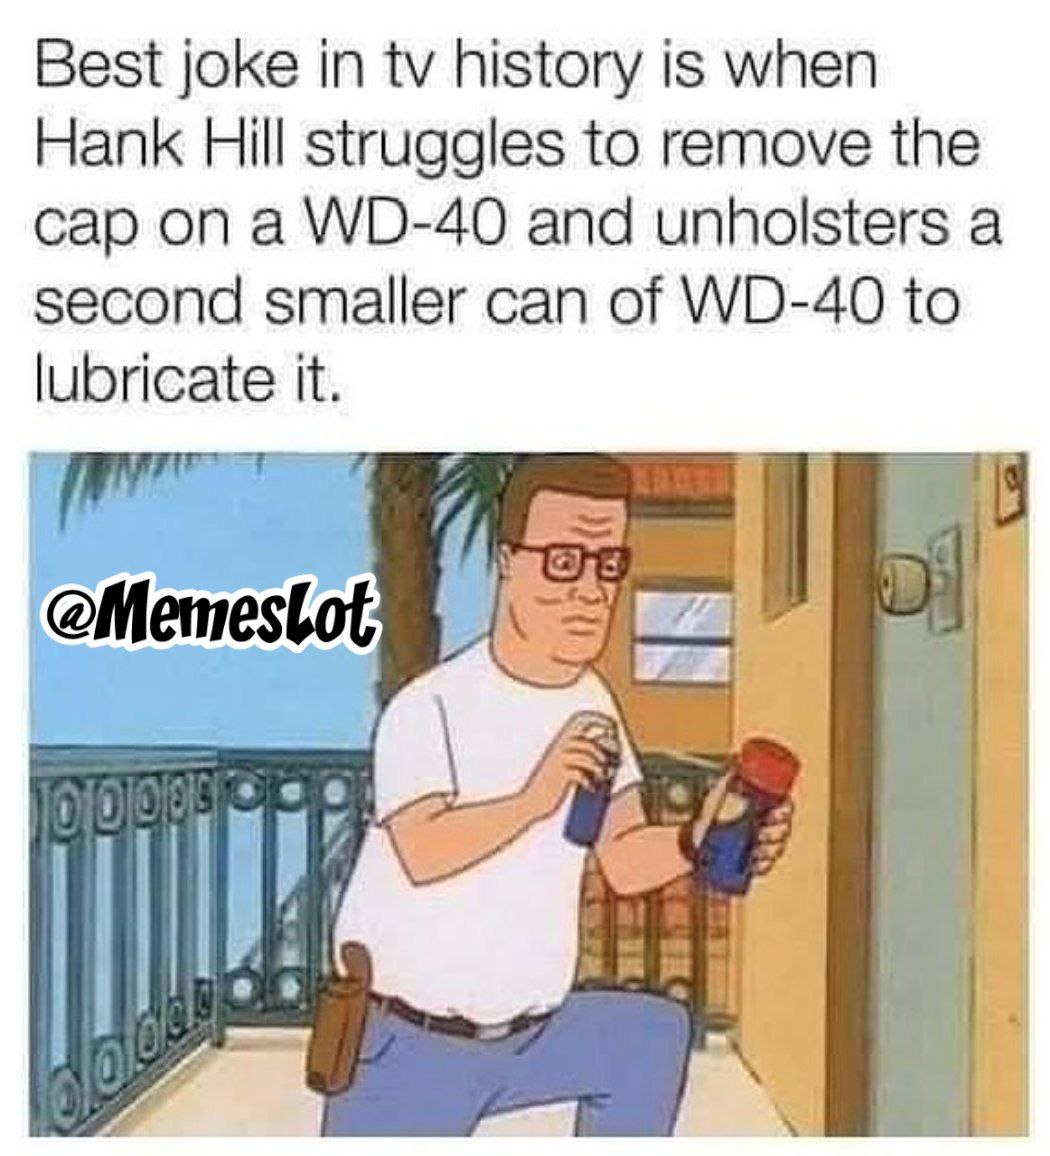 Best joke in tv history is when
Hank Hill struggles to remove the
cap on a WD-40 and unholsters a
second smaller can of WD-40 to
lubricate it.
@MemesLot